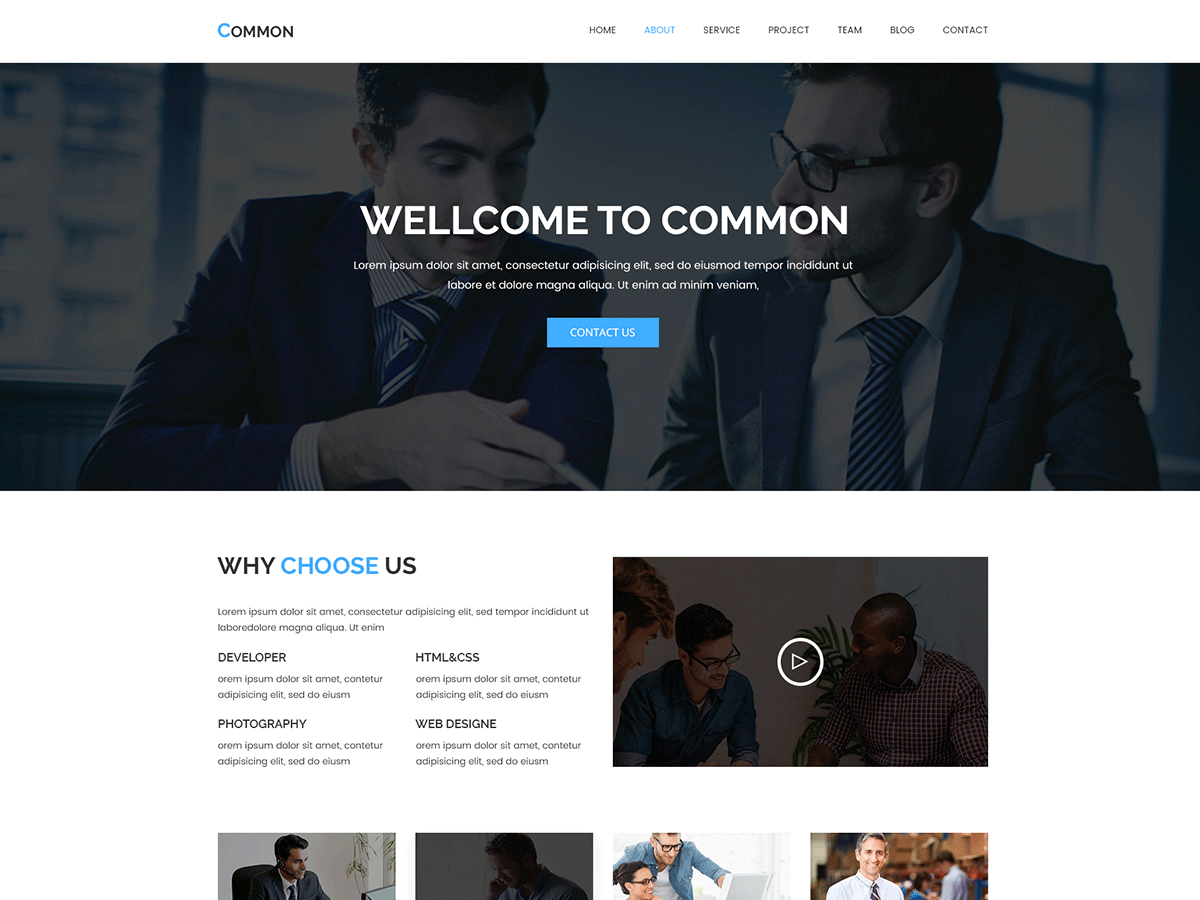 COMMON
HOME ABOUT SERVICE PROJECT TEAM BLOG CONTACT
WELLCOME TO COMMON
Lorem ipsum dolor sit amet, consectetur adipisicing elit, sed do eiusmod tempor incididunt ut
labore et dolore magna aliqua. Ut enim ad minim veniam,
CONTACT US
WHY CHOOSE US
Lorem ipsum dolor sit amet, consectetur adipisicing elit, sed tempor incididunt ut
laboredolore magna aliqua. Ut enim
DEVELOPER
orem ipsum dolor sit amet, contetur
adipisicing elit, sed do eiusm
HTML&CSS
orem ipsum dolor sit amet, contetur
adipisicing elit, sed do eiusm
PHOTOGRAPHY
orem ipsum dolor sit amet, contetur
adipisicing elit, sed do eiusm
WEB DESIGNE
orem ipsum dolor sit amet, contetur
adipisicing elit, sed do eiusm